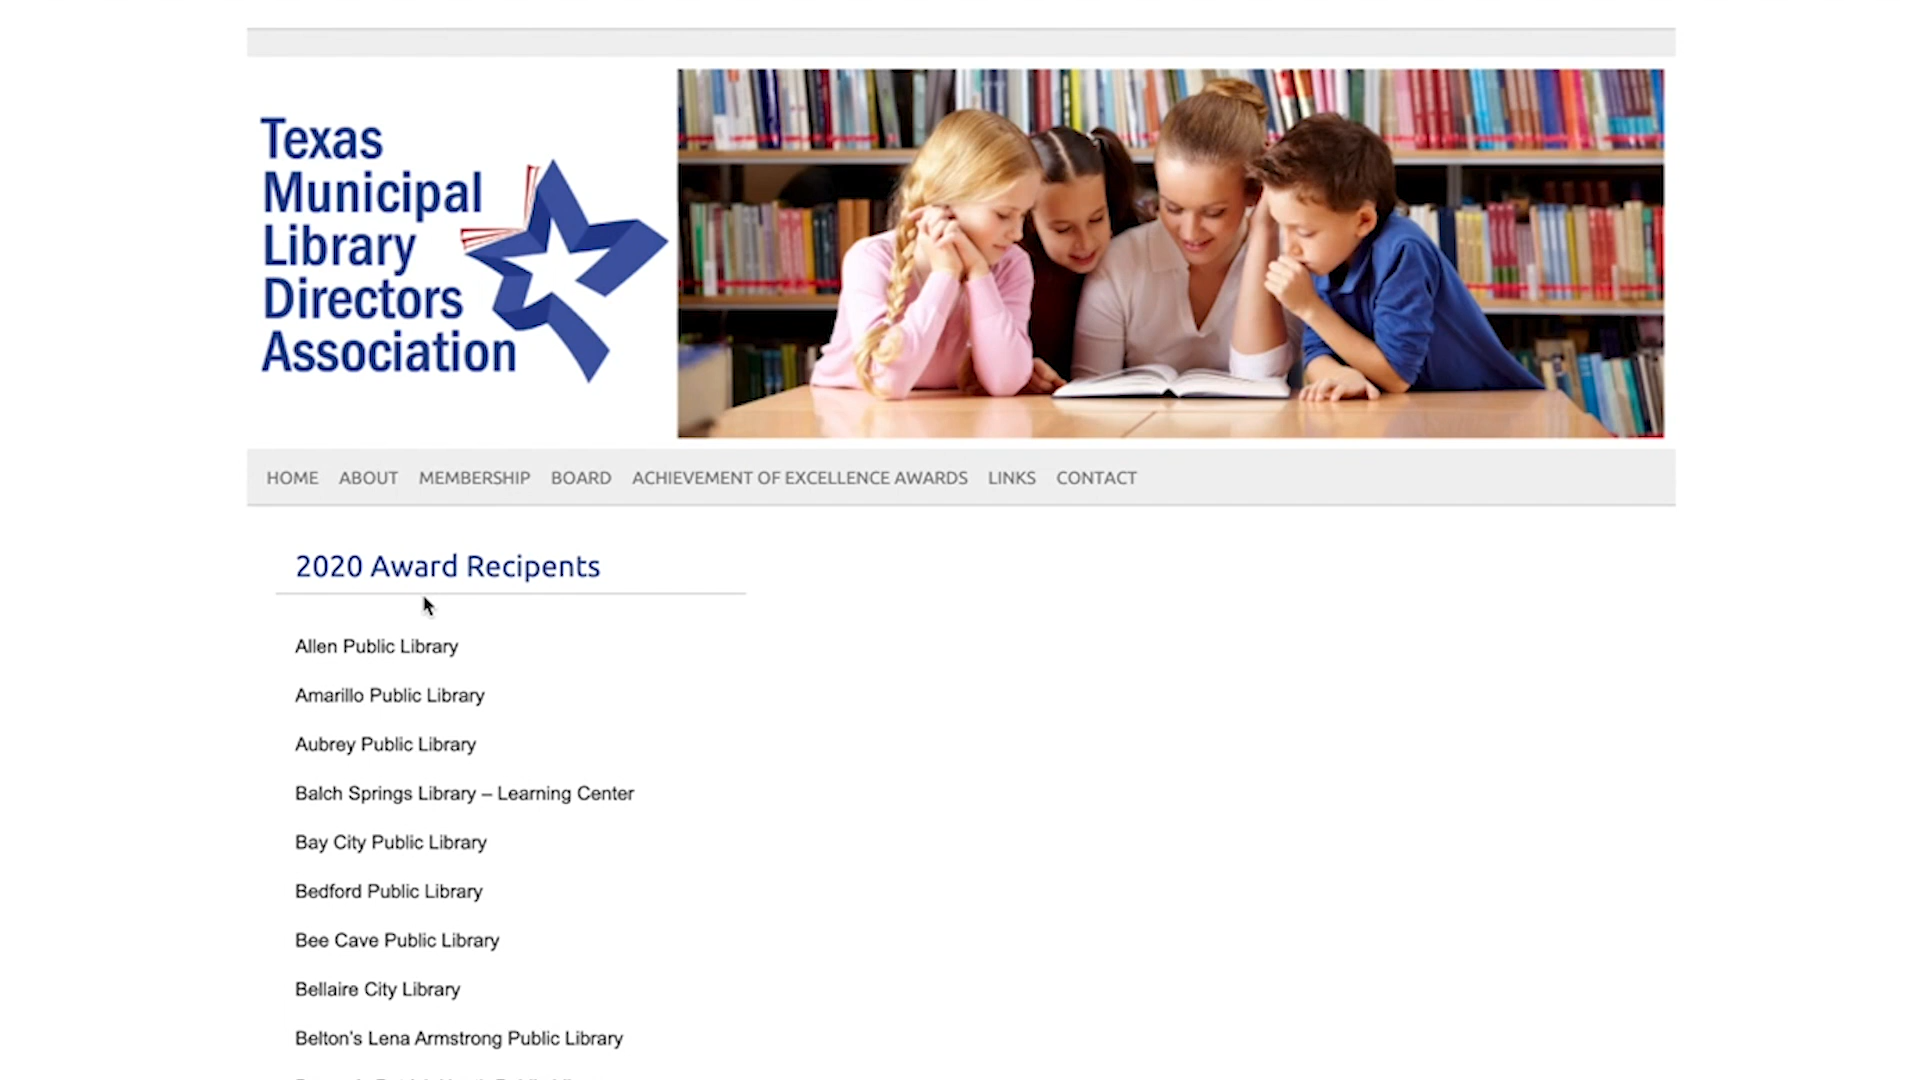 Texas
Municipal
Library
Directors
Association
HOME ABOUT MEMBERSHIP BOARD ACHIEVEMENT OF EXCELLENCE AWARDS LINKS CONTACT
2020 Award Recipents
Allen Public Library
Amarillo Public Library
Aubrey Public Library
Balch Springs Library – Learning Center
Bay City Public Library
Bedford Public Library
Bee Cave Public Library
Bellaire City Library
Belton's Lena Armstrong Public Library